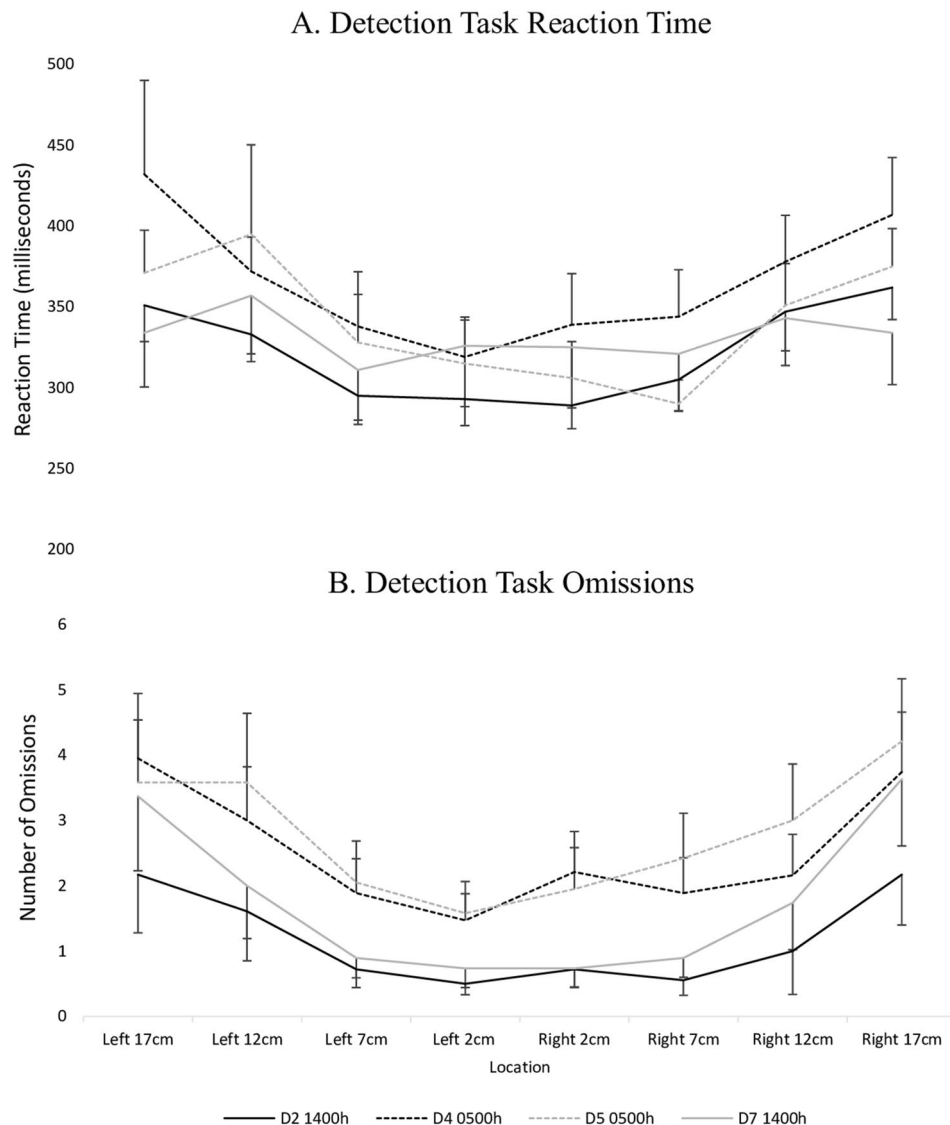 A. Detection Task Reaction Time
500
450
400
350
300
250
200
Reaction Time (milliseconds)
B. Detection Task Omissions
6
5
4
3
2
1
0
Number of Omissions
Left 17cm Left 12cm Left 7cm Left 2cm Right 2cm Right 7cm Right 12cm Right 17cm
Location
D2 1400h D4 0500h D5 0500h D7 1400h